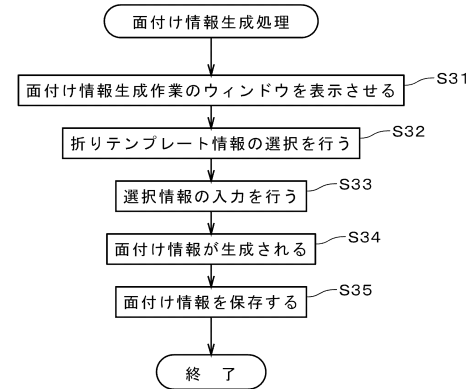 面付け情報生成処理
面付け情報生成作業のウィンドウを表示させる
S31
折りテンプレート情報の選択を行う
S32
選択情報の入力を行う
S33
面付け情報が生成される
S34
面付け情報を保存する
S35
終 了